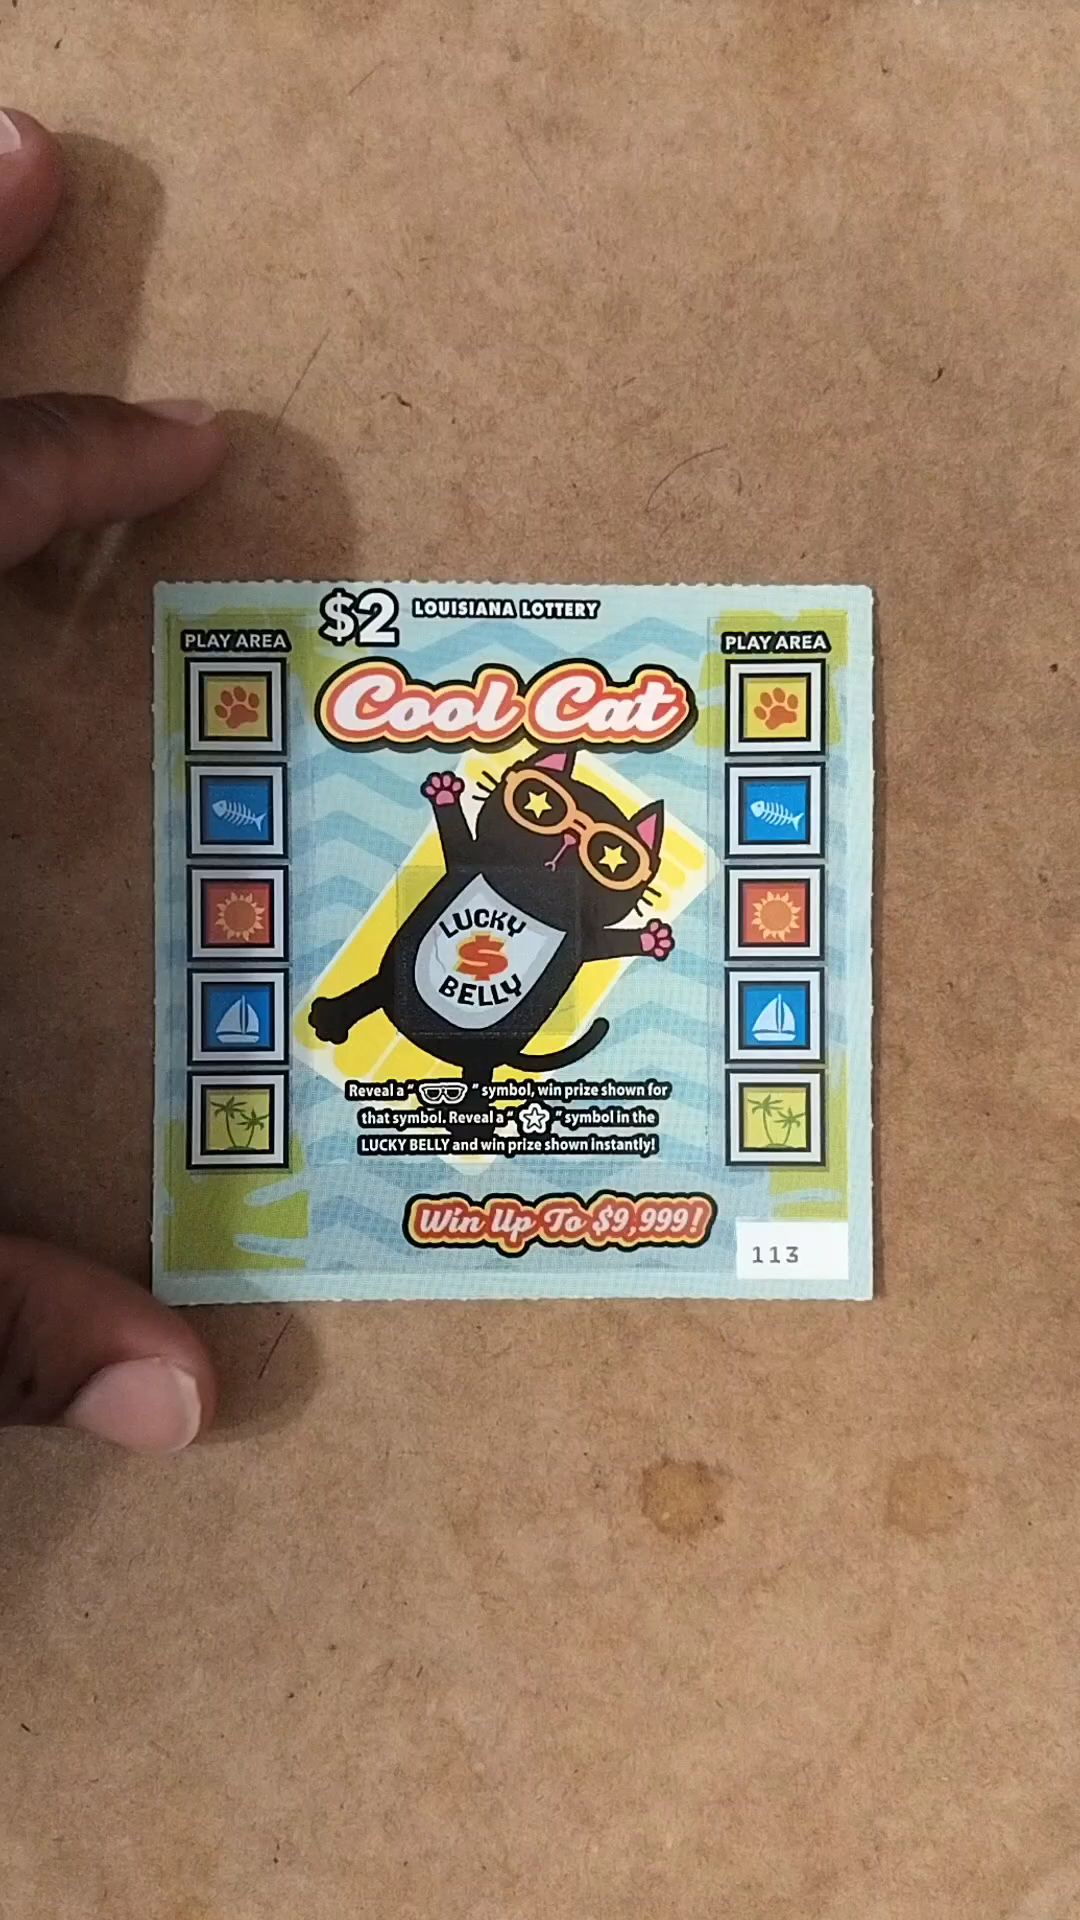 $2 LOUISIANA LOTTERY
PLAY AREA
PLAY AREA
Cool Cat
LUCKY
$
BELLY
Reveal a " " symbol, win prize shown for
that symbol. Reveal a " " symbol in the
LUCKY BELLY and win prize shown instantly!
Win Up To $9,999!
113